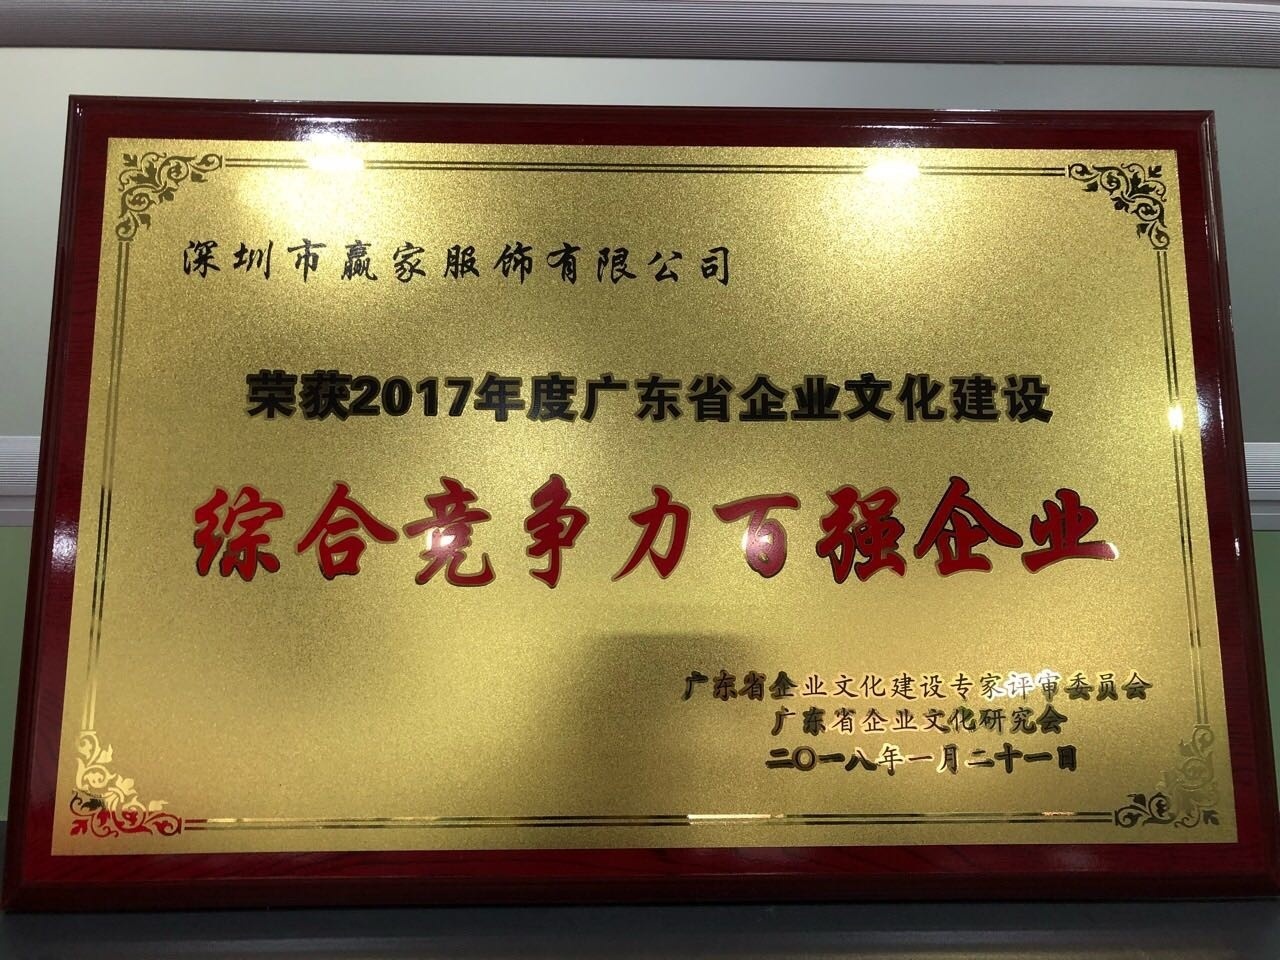 深圳市赢家服饰有限公司
荣获2017年度广东省企业文化建设
综合竞争力百强企业
广东省企业文化建设专家评审委员会
广东省企业文化研究会
二〇一八年一月二十一日